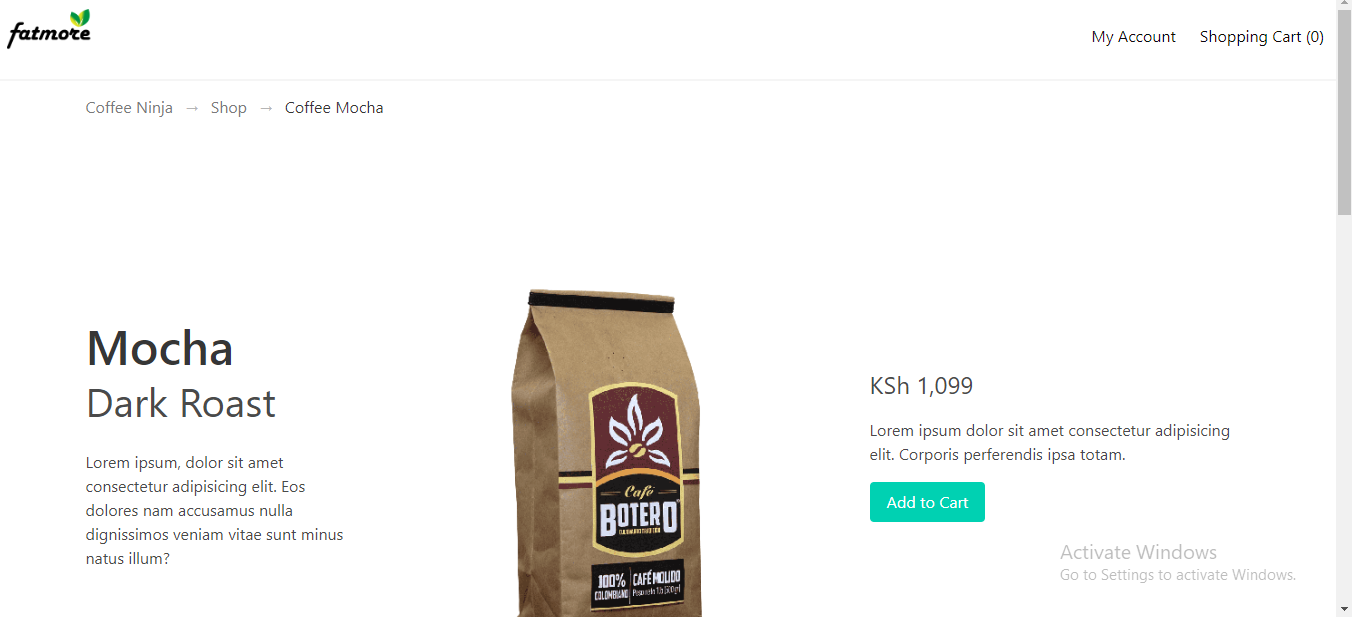 fatmore
My Account
Shopping Cart (0)
Coffee Ninja → Shop → Coffee Mocha
Mocha
Dark Roast
Lorem ipsum, dolor sit amet
consectetur adipisicing elit. Eos
dolores nam accusamus nulla
dignissimos veniam vitae sunt minus
natus illum?
Café
BOTERO
100%
COLOMBIANO
CAFÉ MOLIDO
KSh 1,099
Lorem ipsum dolor sit amet consectetur adipisicing
elit. Corporis perferendis ipsa totam.
Add to Cart
Activate Windows
Go to Settings to activate Windows.